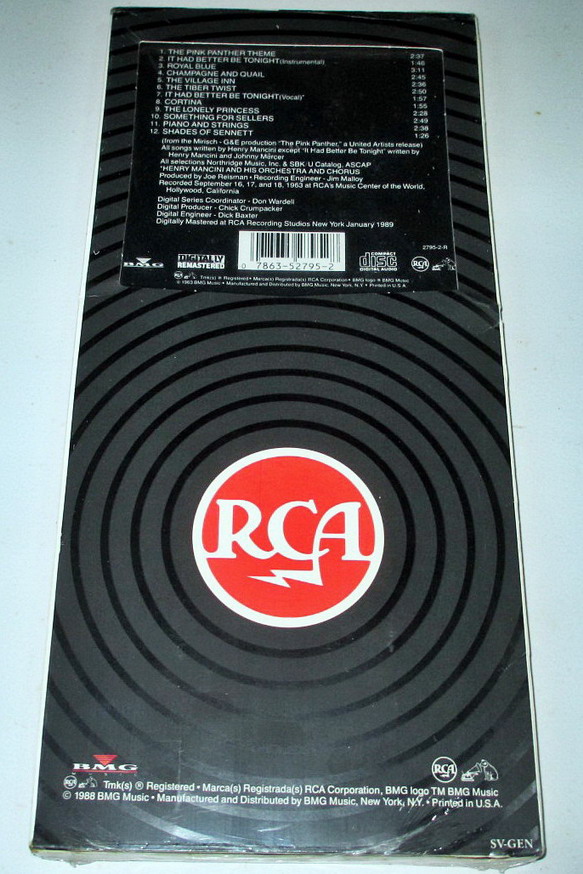 1. THE PINK PANTHER THEME 2:37
2. IT HAD BETTER BE TONIGHT(Instrumental) 1:46
3. ROYAL BLUE 3:11
4. CHAMPAGNE AND QUAIL 2:45
5. THE VILLAGE INN 2:36
6. THE TIBER TWIST 2:50
7. IT HAD BETTER BE TONIGHT(Vocal)* 1:57
8. CORTINA 1:55
9. THE LONELY PRINCESS 2:28
10. SOMETHING FOR SELLERS 2:49
11. PIANO AND STRINGS 2:38
12. SHADES OF SENNETT 1:26
(from the Mirisch - G&E production "The Pink Panther," a United Artists release)
All songs written by Henry Mancini except "It Had Better Be Tonight" written by
Henry Mancini and Johnny Mercer
All selections Northridge Music, Inc. & SBK U Catalog, ASCAP
*HENRY MANCINI AND HIS ORCHESTRA AND CHORUS
Produced by Joe Reisman • Recording Engineer - Jim Malloy
Recorded September 16, 17, and 18, 1963 at RCA's Music Center of the World,
Hollywood, California
Digital Series Coordinator - Don Wardell
Digital Producer - Chick Crumpacker
Digital Engineer - Dick Baxter
Digitally Mastered at RCA Recording Studios New York January 1989
2795-2-R
BMG
DIGITALLY
REMASTERED
0 7863-52795-2
COMPACT
disc
DIGITAL AUDIO
RCA
Tmk(s) ® Registered • Marca(s) Registrada(s) RCA Corporation • BMG logo ® BMG Music
© 1963 BMG Music • Manufactured and Distributed by BMG Music, New York, N.Y. • Printed in U.S.A.
RCA
BMG
RCA
RCA
Tmk(s) ® Registered • Marca(s) Registrada(s) RCA Corporation, BMG logo TM BMG Music
© 1988 BMG Music • Manufactured and Distributed by BMG Music, New York, N.Y. • Printed in U.S.A.
SV-GEN